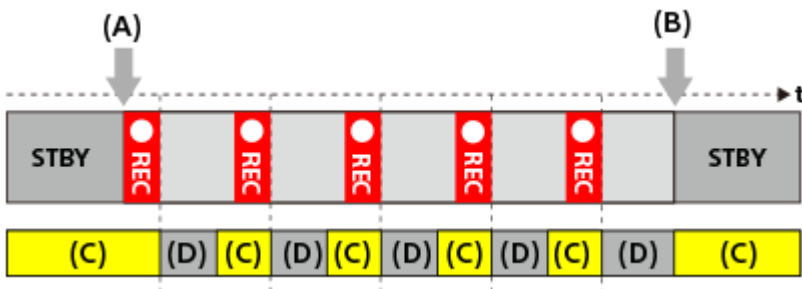 (A) (B)
t
STBY REC REC REC REC REC STBY
(C) (D) (C) (D) (C) (D) (C) (D) (C) (D) (C)